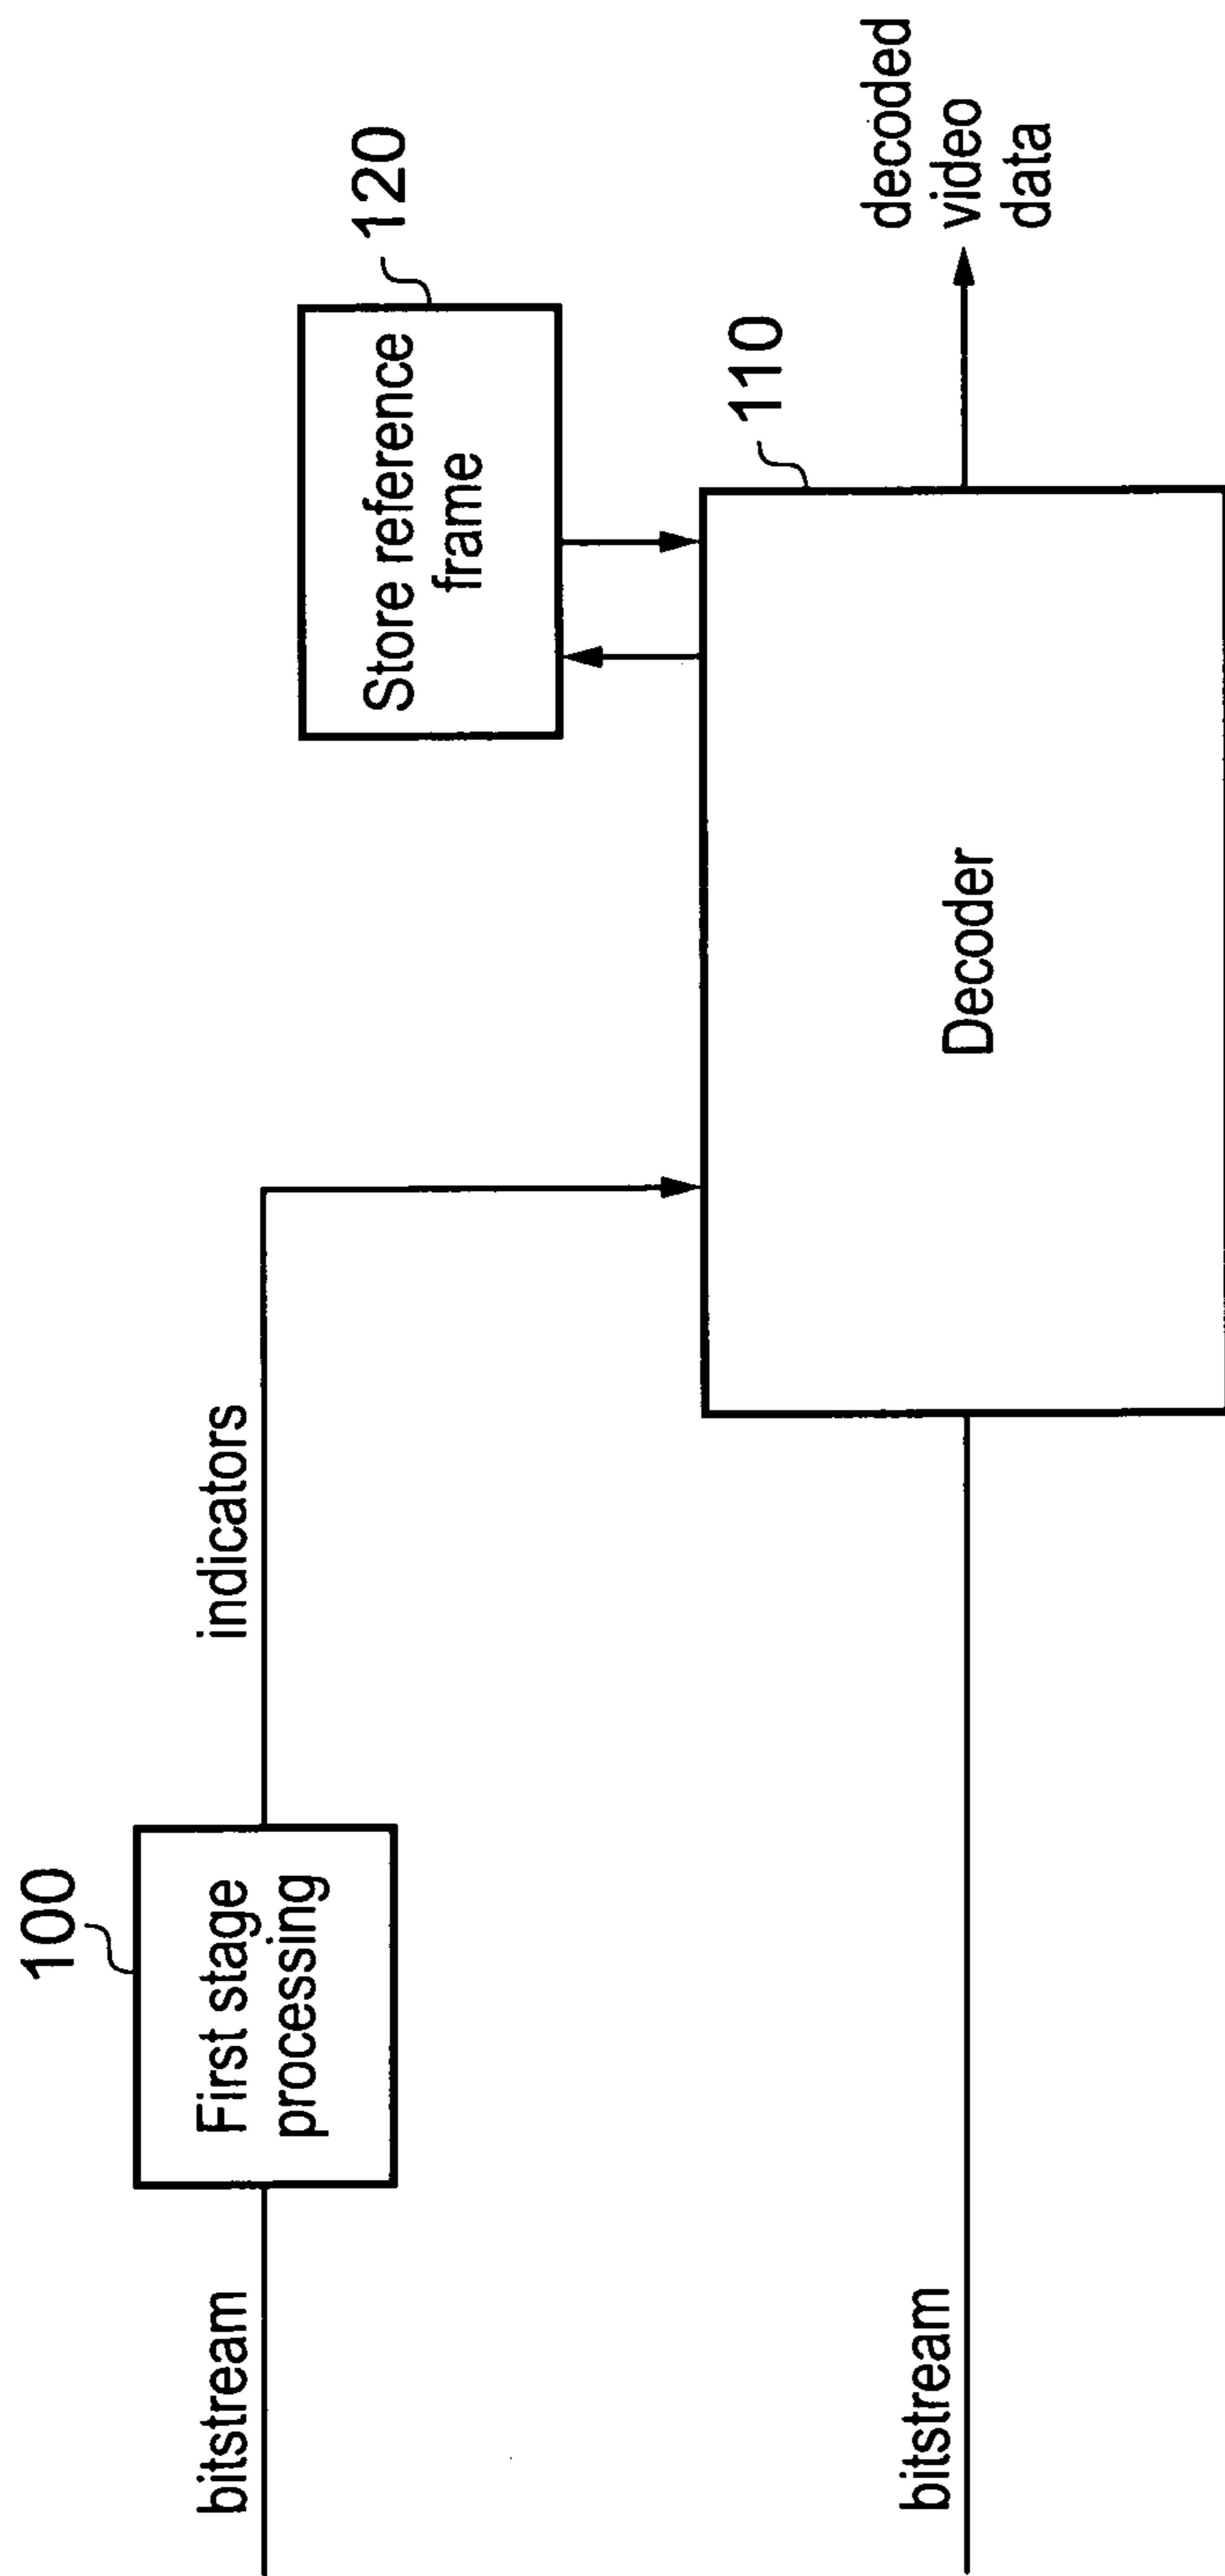 100
First stage
processing
bitstream
indicators
120
Store reference
frame
110
Decoder
bitstream
decoded
video
data